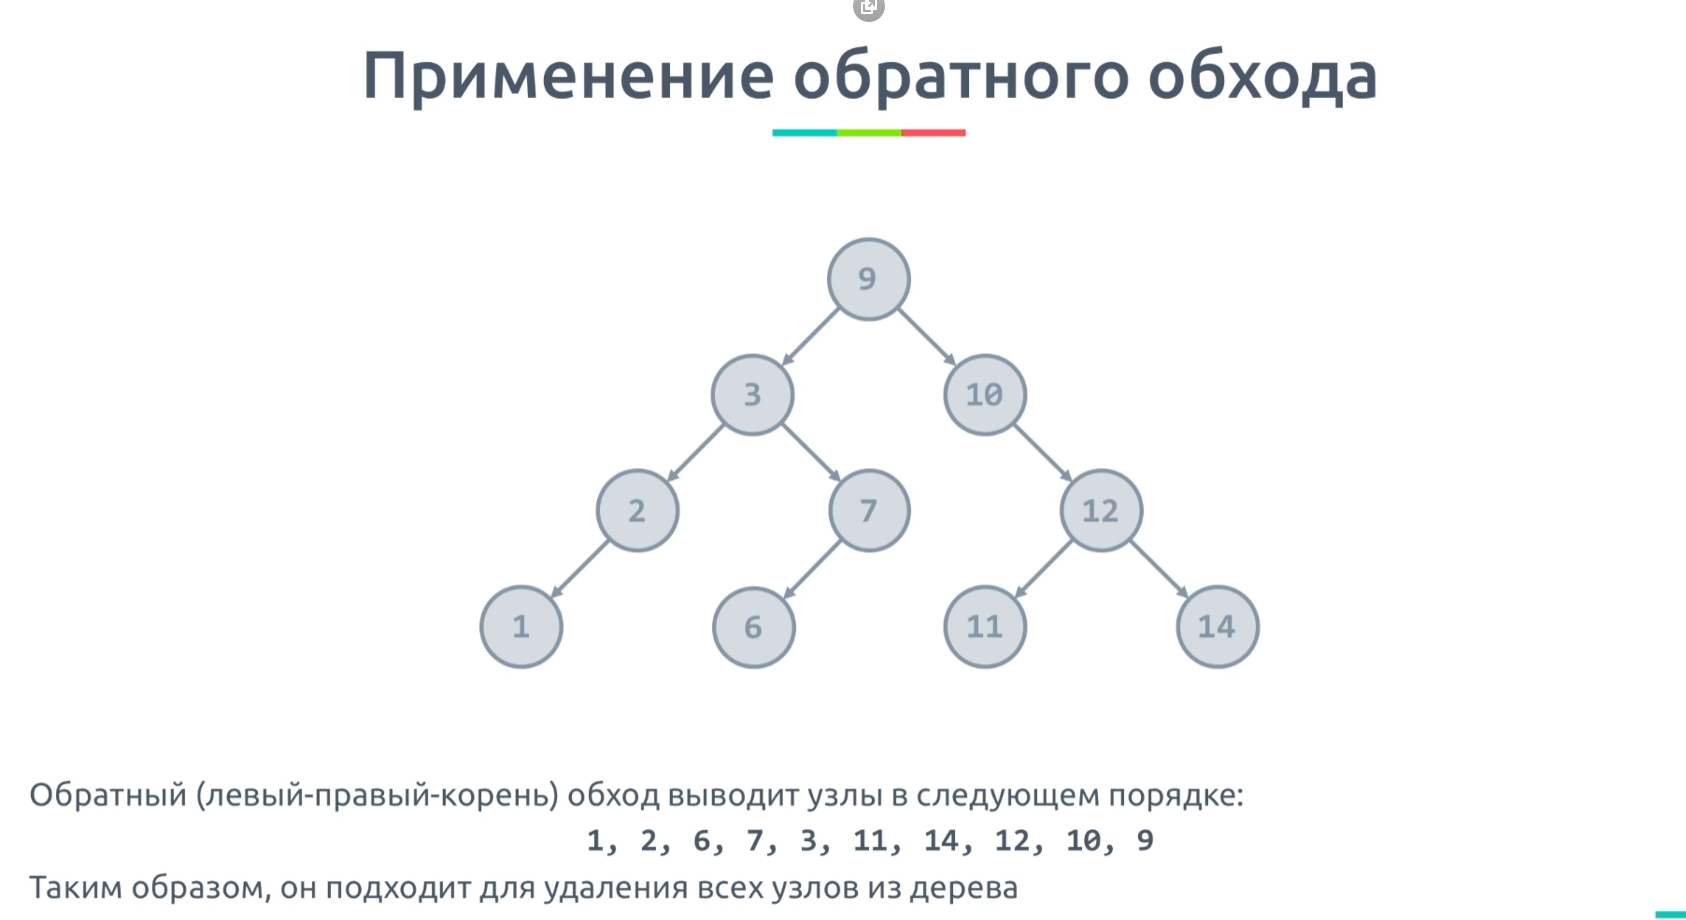 Применение обратного обхода
9
3 10
2 7 12
1 6 11 14
Обратный (левый-правый-корень) обход выводит узлы в следующем порядке:
1, 2, 6, 7, 3, 11, 14, 12, 10, 9
Таким образом, он подходит для удаления всех узлов из дерева